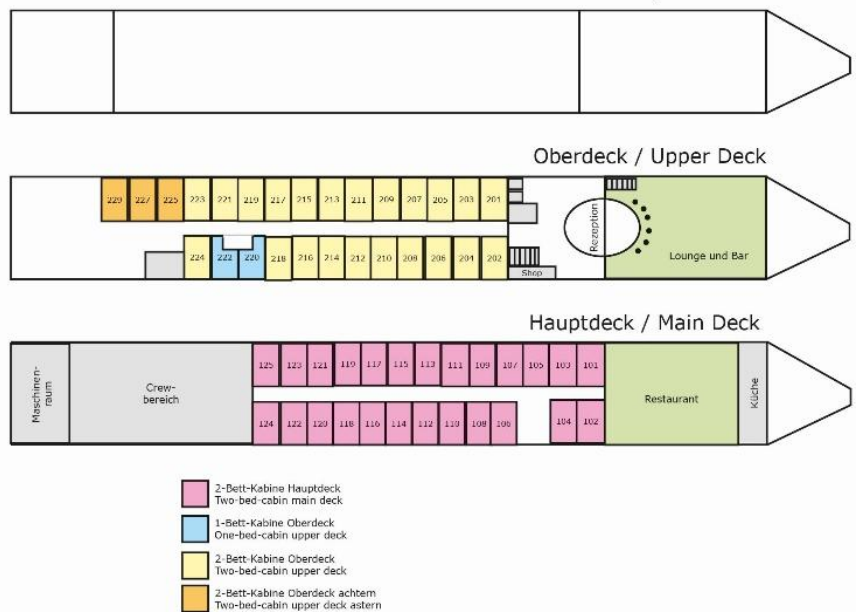 Oberdeck / Upper Deck
229 227 225 223 221 219 217 215 213 211 209 207 205 203 201
Rezeption
Lounge und Bar
224 222 220 218 216 214 212 210 208 206 204 202
Shop
Hauptdeck / Main Deck
Maschinen-
raum
Crew-
bereich
125 123 121 119 117 115 113 111 109 107 105 103 101
Restaurant
Küche
124 122 120 118 116 114 112 110 108 106 104 102
2-Bett-Kabine Hauptdeck
Two-bed-cabin main deck
1-Bett-Kabine Oberdeck
One-bed-cabin upper deck
2-Bett-Kabine Oberdeck
Two-bed-cabin upper deck
2-Bett-Kabine Oberdeck achtern
Two-bed-cabin upper deck astern